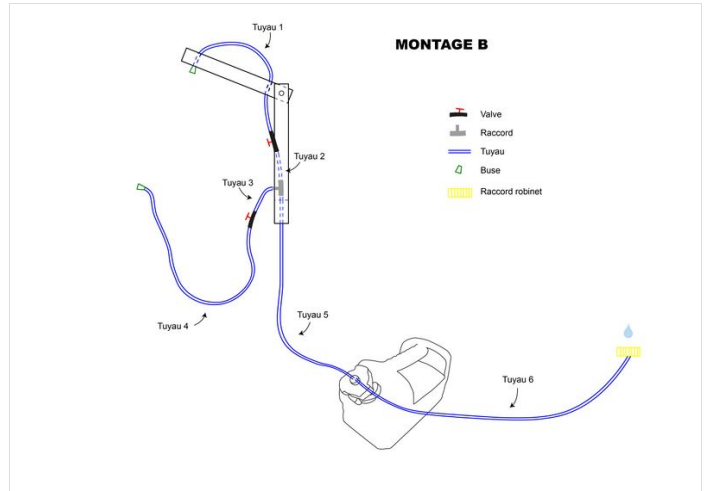 Tuyau 1
MONTAGE B
Valve
Raccord
Tuyau
Buse
Raccord robinet
Tuyau 2
Tuyau 3
Tuyau 4
Tuyau 5
Tuyau 6